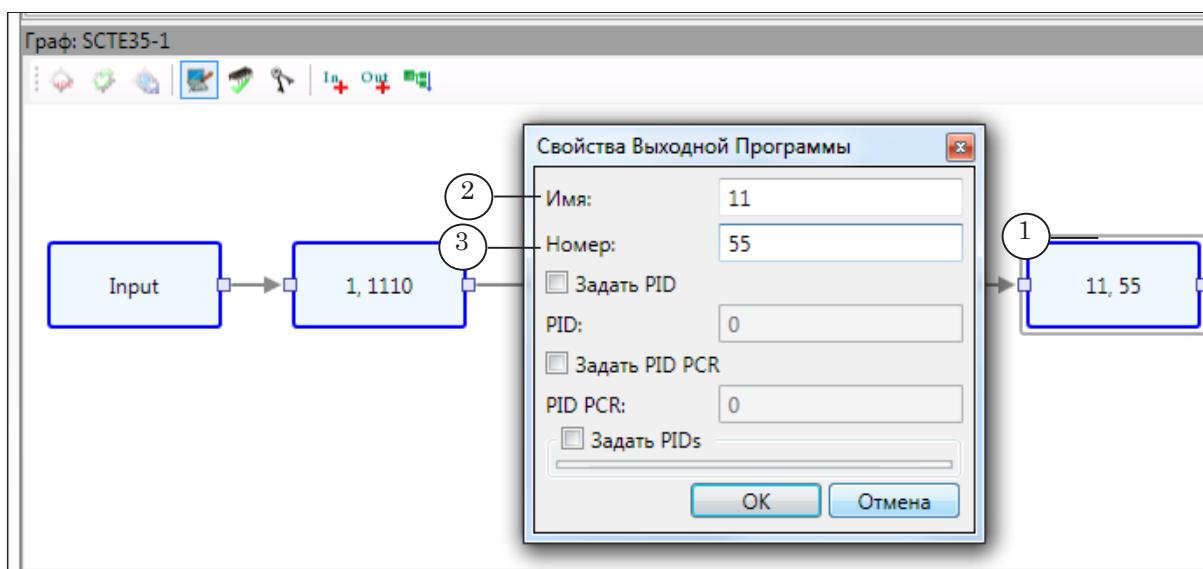 Граф: SCTE35-1
In Out
Свойства Выходной Программы
2 Имя: 11
3 Номер: 55
1
Input
1, 1110
11, 55
Задать PID
PID: 0
Задать PID PCR
PID PCR: 0
Задать PIDs
OK Отмена